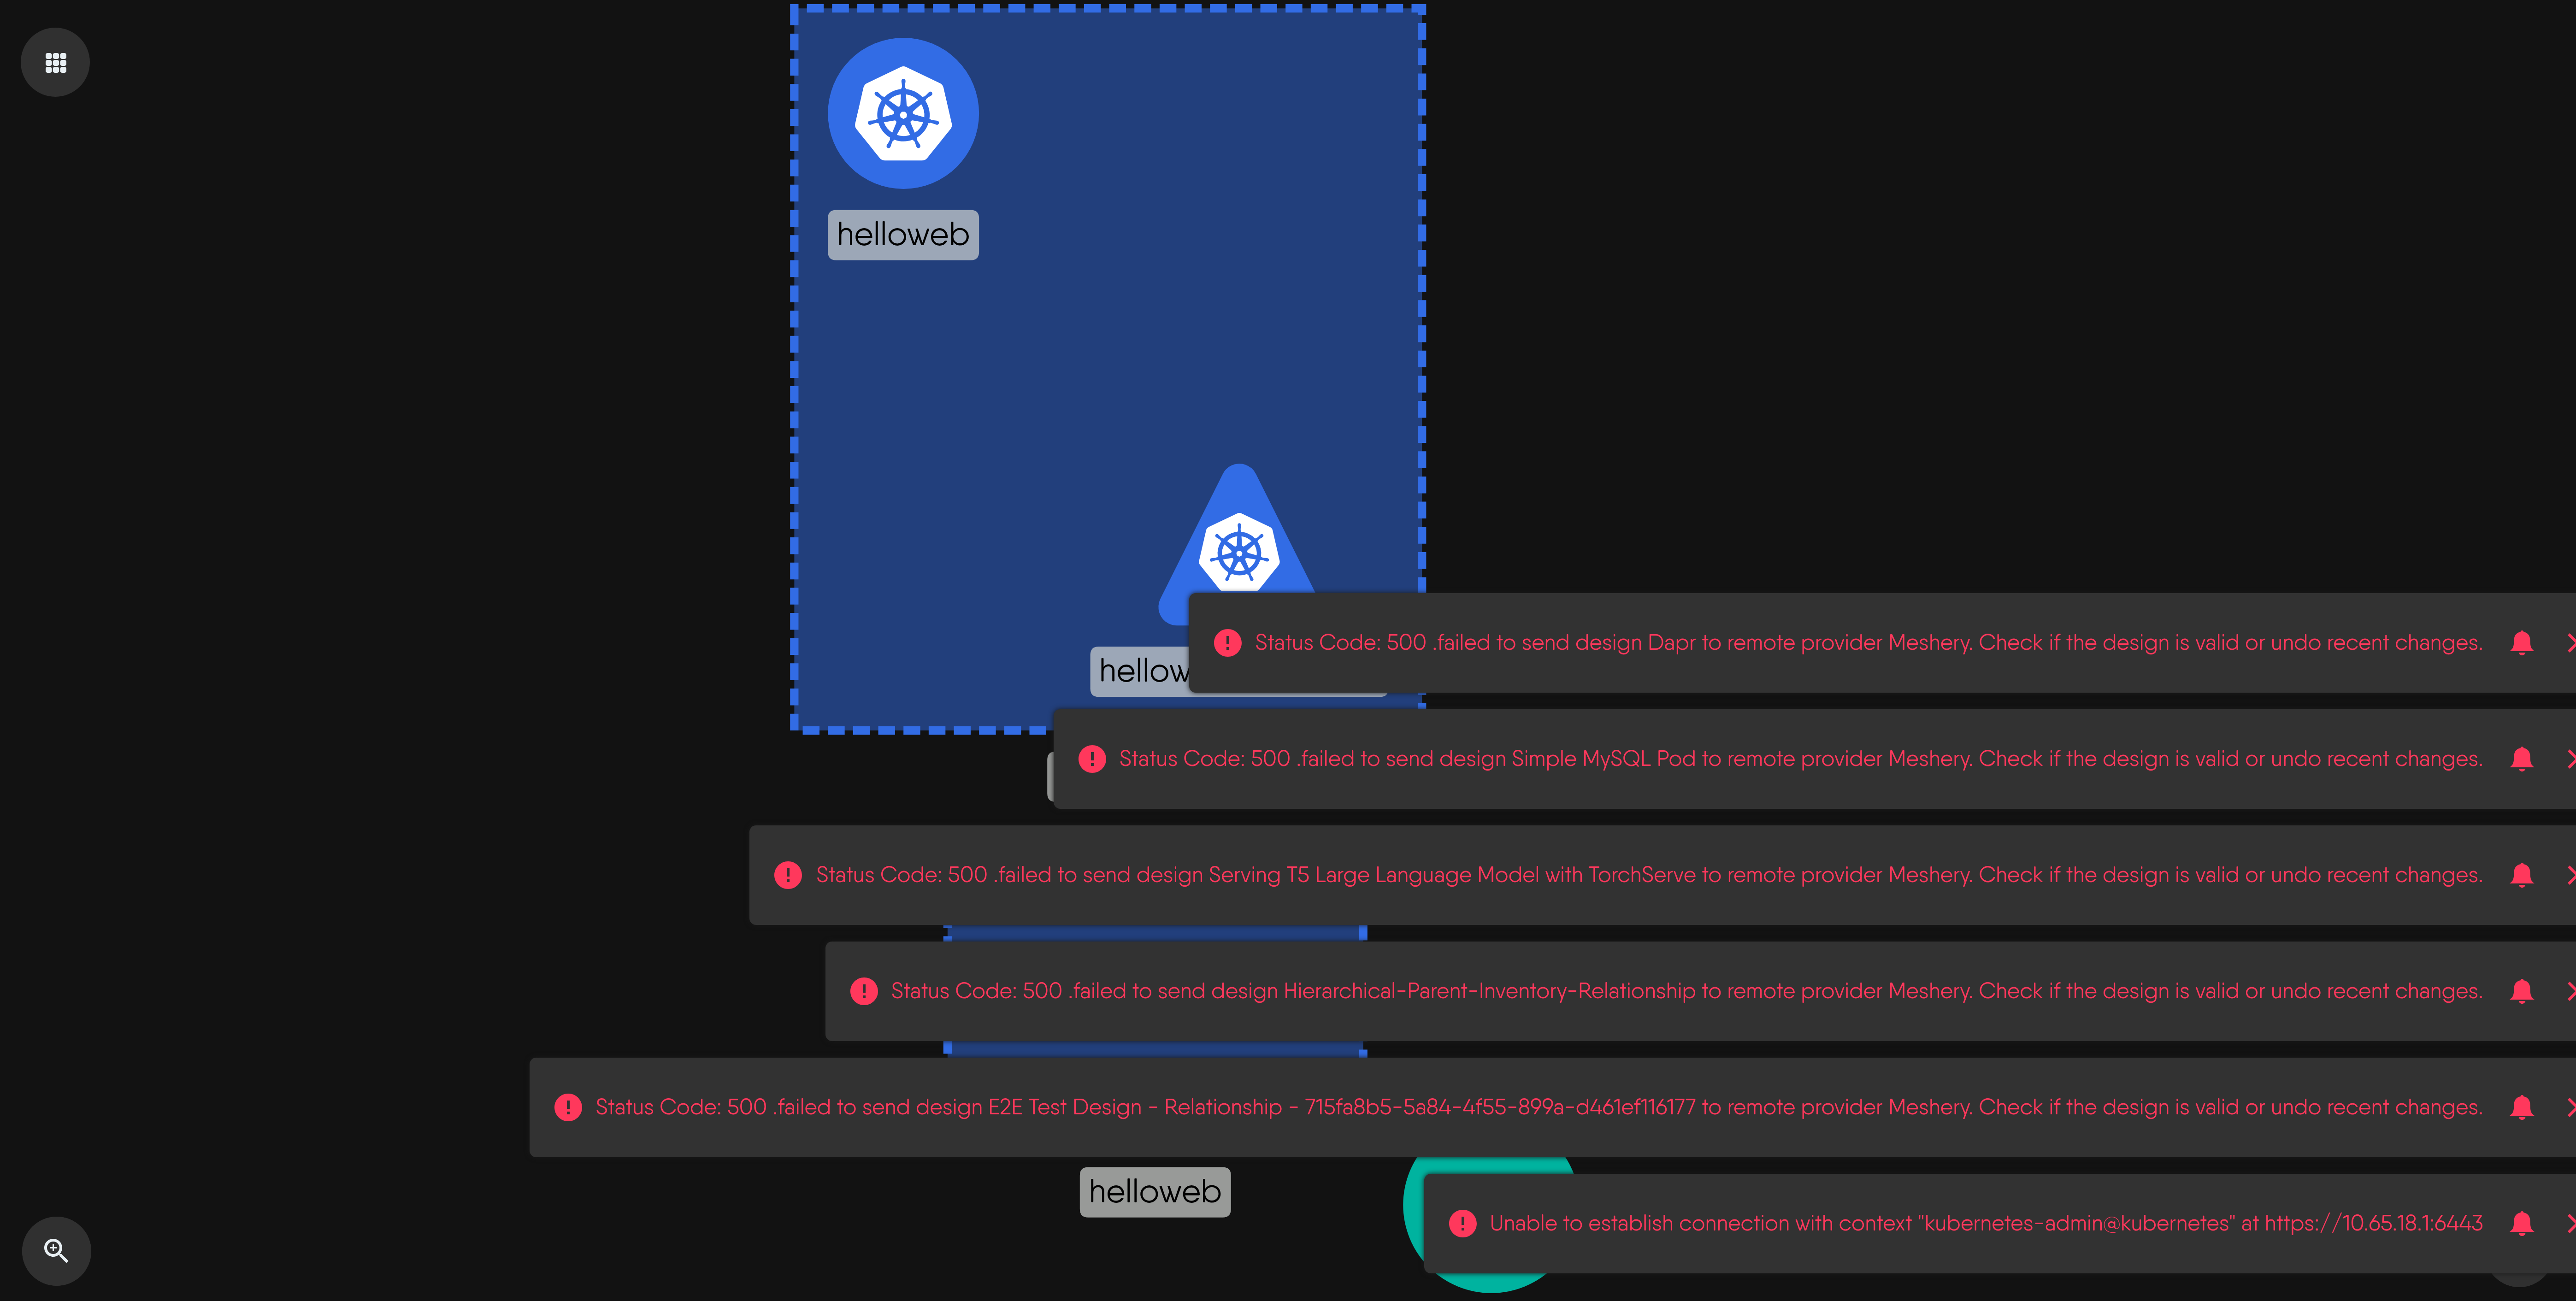 helloweb
Status Code: 500 .failed to send design Dapr to remote provider Meshery. Check if the design is valid or undo recent changes.
hellow
Status Code: 500 .failed to send design Simple MySQL Pod to remote provider Meshery. Check if the design is valid or undo recent changes.
Status Code: 500 .failed to send design Serving T5 Large Language Model with TorchServe to remote provider Meshery. Check if the design is valid or undo recent changes.
Status Code: 500 .failed to send design Hierarchical-Parent-Inventory-Relationship to remote provider Meshery. Check if the design is valid or undo recent changes.
Status Code: 500 .failed to send design E2E Test Design - Relationship - 715fa8b5-5a84-4f55-899a-d461ef116177 to remote provider Meshery. Check if the design is valid or undo recent changes.
helloweb
Unable to establish connection with context "kubernetes-admin@kubernetes" at https://10.65.18.1:6443